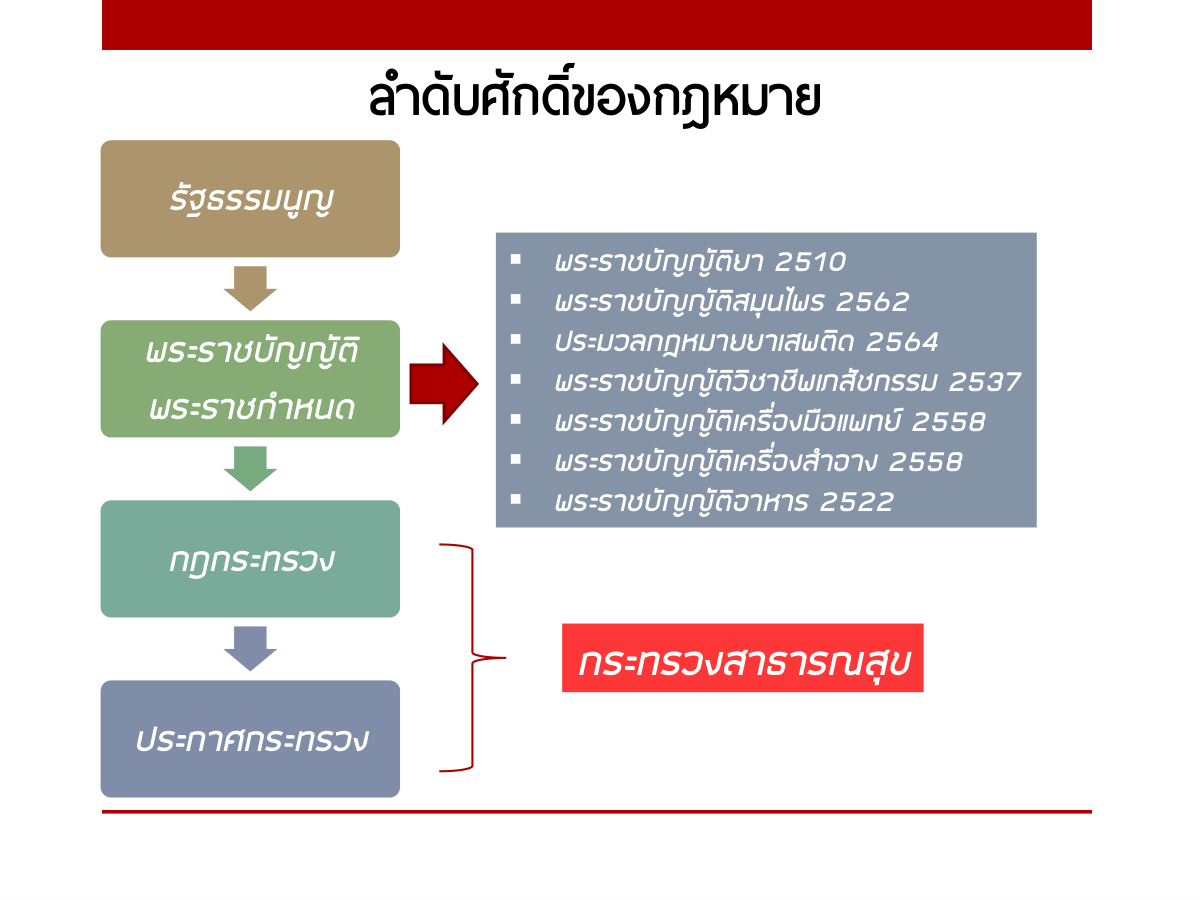 ลำดับศักดิ์ของกฎหมาย
รัฐธรรมนูญ
พระราชบัญญัติ
พระราชกำหนด
กฎกระทรวง
ประกาศกระทรวง
▪ พระราชบัญญัติยา 2510
▪ พระราชบัญญัติสมุนไพร 2562
▪ ประมวลกฎหมายยาเสพติด 2564
▪ พระราชบัญญัติวิชาชีพเภสัชกรรม 2537
▪ พระราชบัญญัติเครื่องมือแพทย์ 2558
▪ พระราชบัญญัติเครื่องสำอาง 2558
▪ พระราชบัญญัติอาหาร 2522
กระทรวงสาธารณสุข